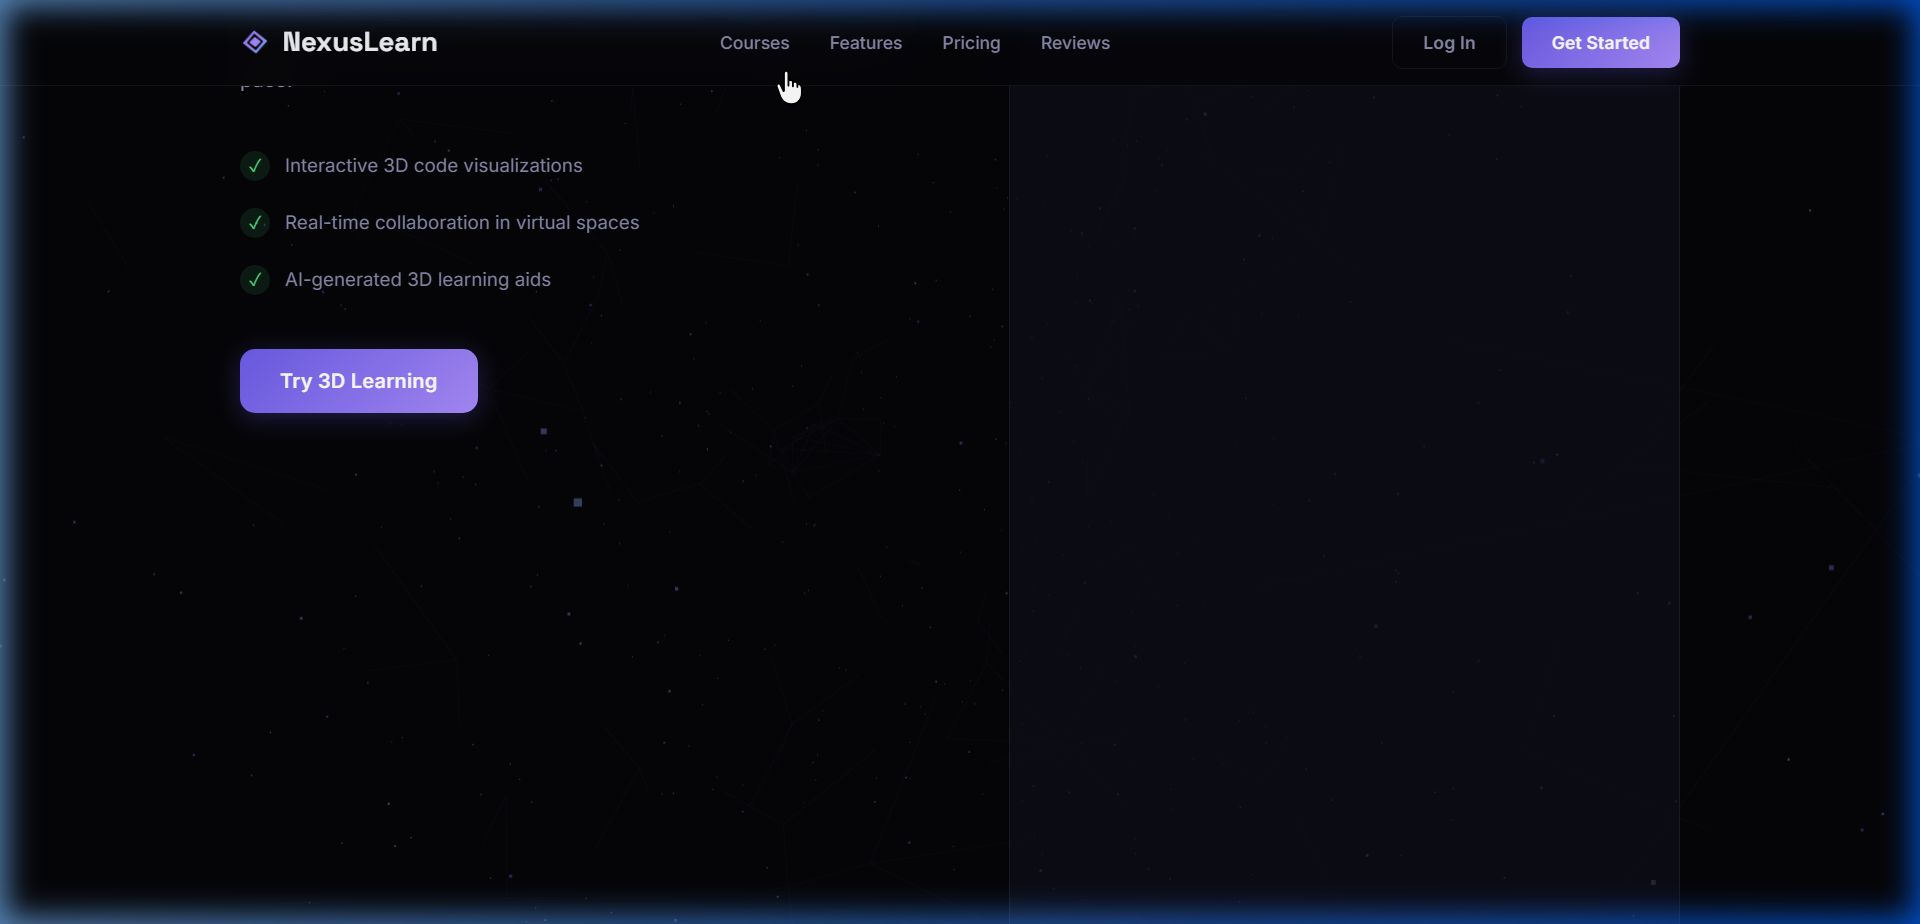 NexusLearn
Courses
Features
Pricing
Reviews
Log In
Get Started
Interactive 3D code visualizations
Real-time collaboration in virtual spaces
AI-generated 3D learning aids
Try 3D Learning